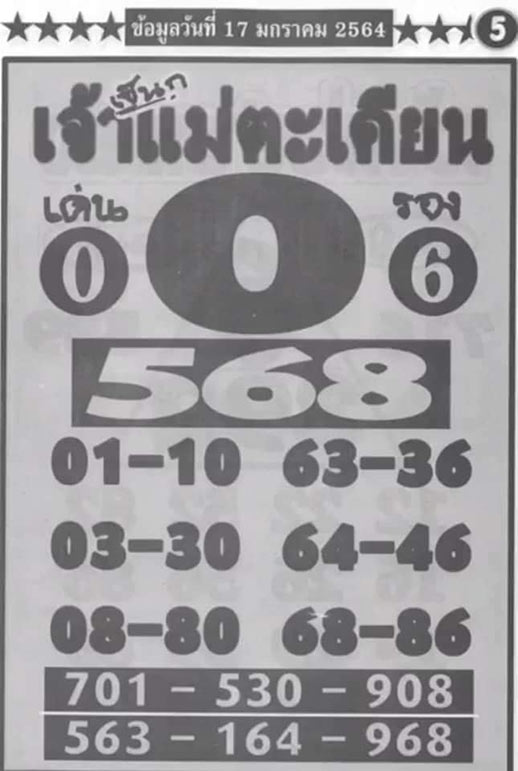 ข้อมูลวันที่ 17 มกราคม 2564 5
เซียนฤ
เจ้าแม่ตะเคียน
เด่น รอง
0 0 6
568
01-10 63-36
03-30 64-46
08-80 68-86
701 - 530 - 908
563 - 164 - 968